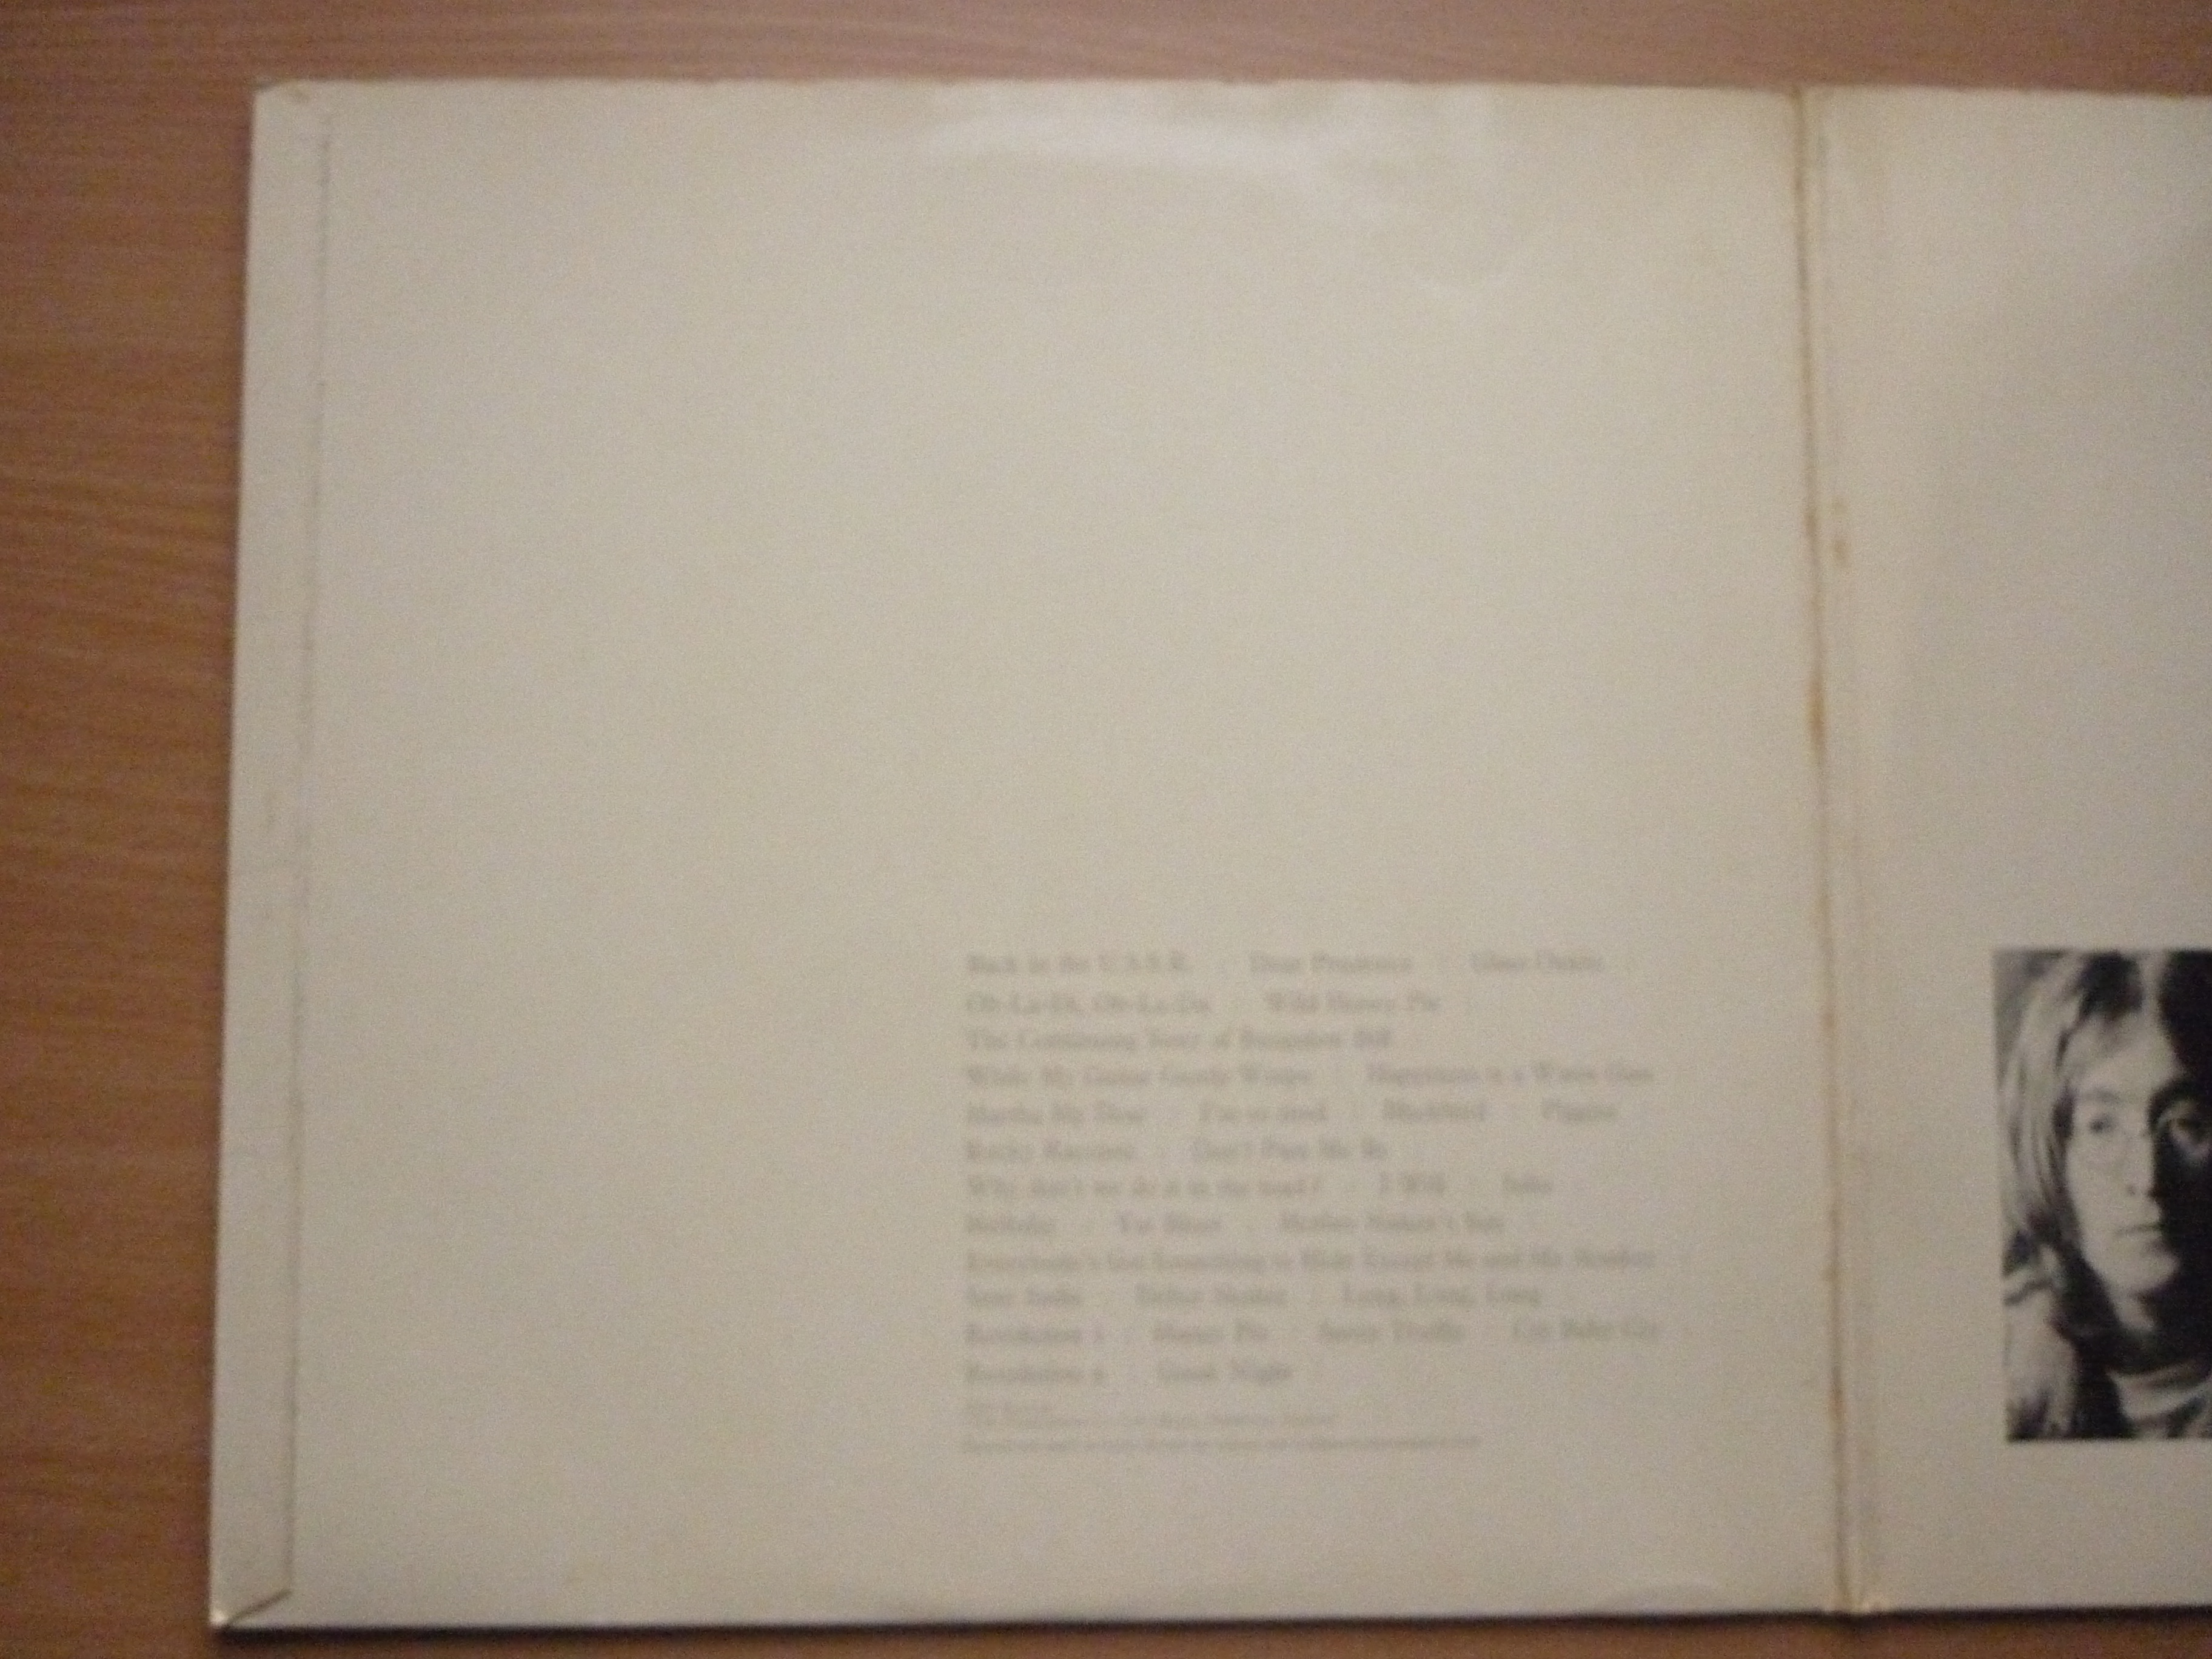 Back in the U.S.S.R. Dear Prudence Glass Onion
Ob-La-Di, Ob-La-Da Wild Honey Pie
The Continuing Story of Bungalow Bill
While My Guitar Gently Weeps Happiness is a Warm Gun
Martha My Dear I'm so tired Blackbird Piggies
Rocky Raccoon Don't Pass Me By
Why don't we do it in the road? I Will Julia
Birthday Yer Blues Mother Nature's Son
Everybody's Got Something to Hide Except Me and My Monkey
Sexy Sadie Helter Skelter Long, Long, Long
Revolution 1 Honey Pie Savoy Truffle Cry Baby Cry
Revolution 9 Good Night